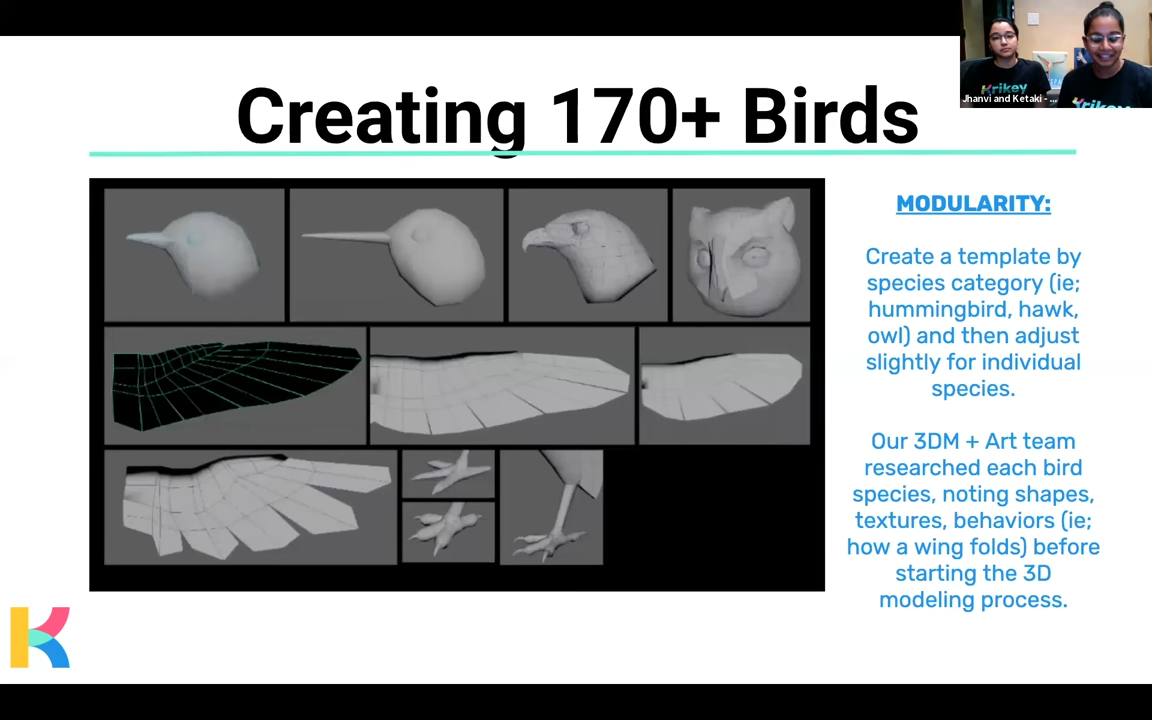 Creating 170+ Birds
Jhanvi and Ketaki - ...
Krikey
Krikey
MODULARITY:
Create a template by
species category (ie;
hummingbird, hawk,
owl) and then adjust
slightly for individual
species.
Our 3DM + Art team
researched each bird
species, noting shapes,
textures, behaviors (ie;
how a wing folds) before
starting the 3D
modeling process.
K